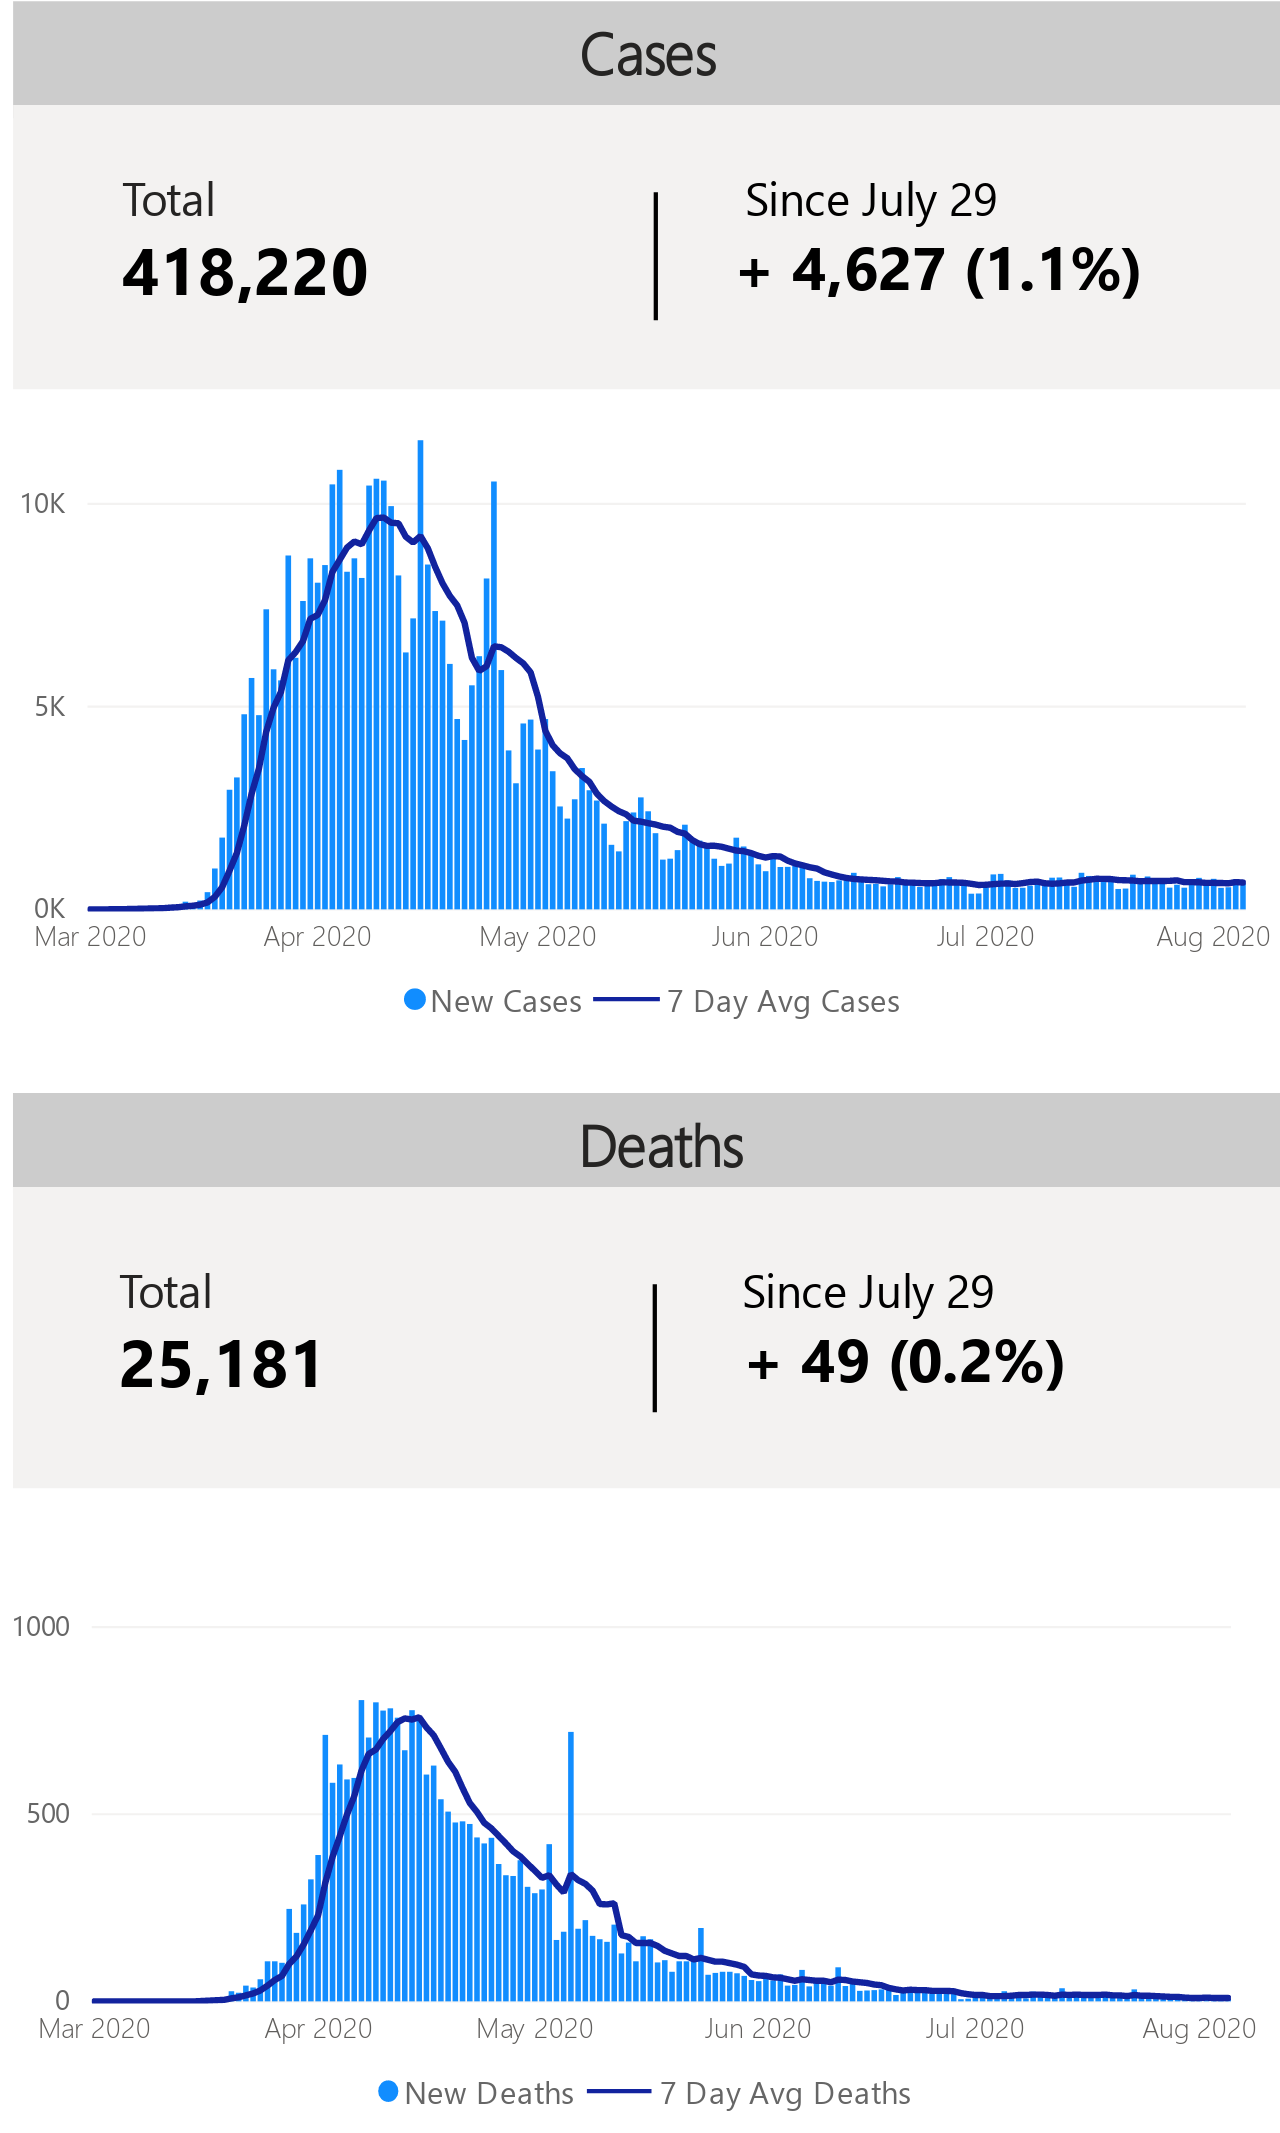 Cases
Total
Since July 29
418,220
+ 4,627 (1.1%)
10K
5K
0K
Mar 2020 Apr 2020 May 2020 Jun 2020 Jul 2020 Aug 2020
New Cases 7 Day Avg Cases
Deaths
Total
Since July 29
25,181
+ 49 (0.2%)
1000
500
0
Mar 2020 Apr 2020 May 2020 Jun 2020 Jul 2020 Aug 2020
New Deaths 7 Day Avg Deaths